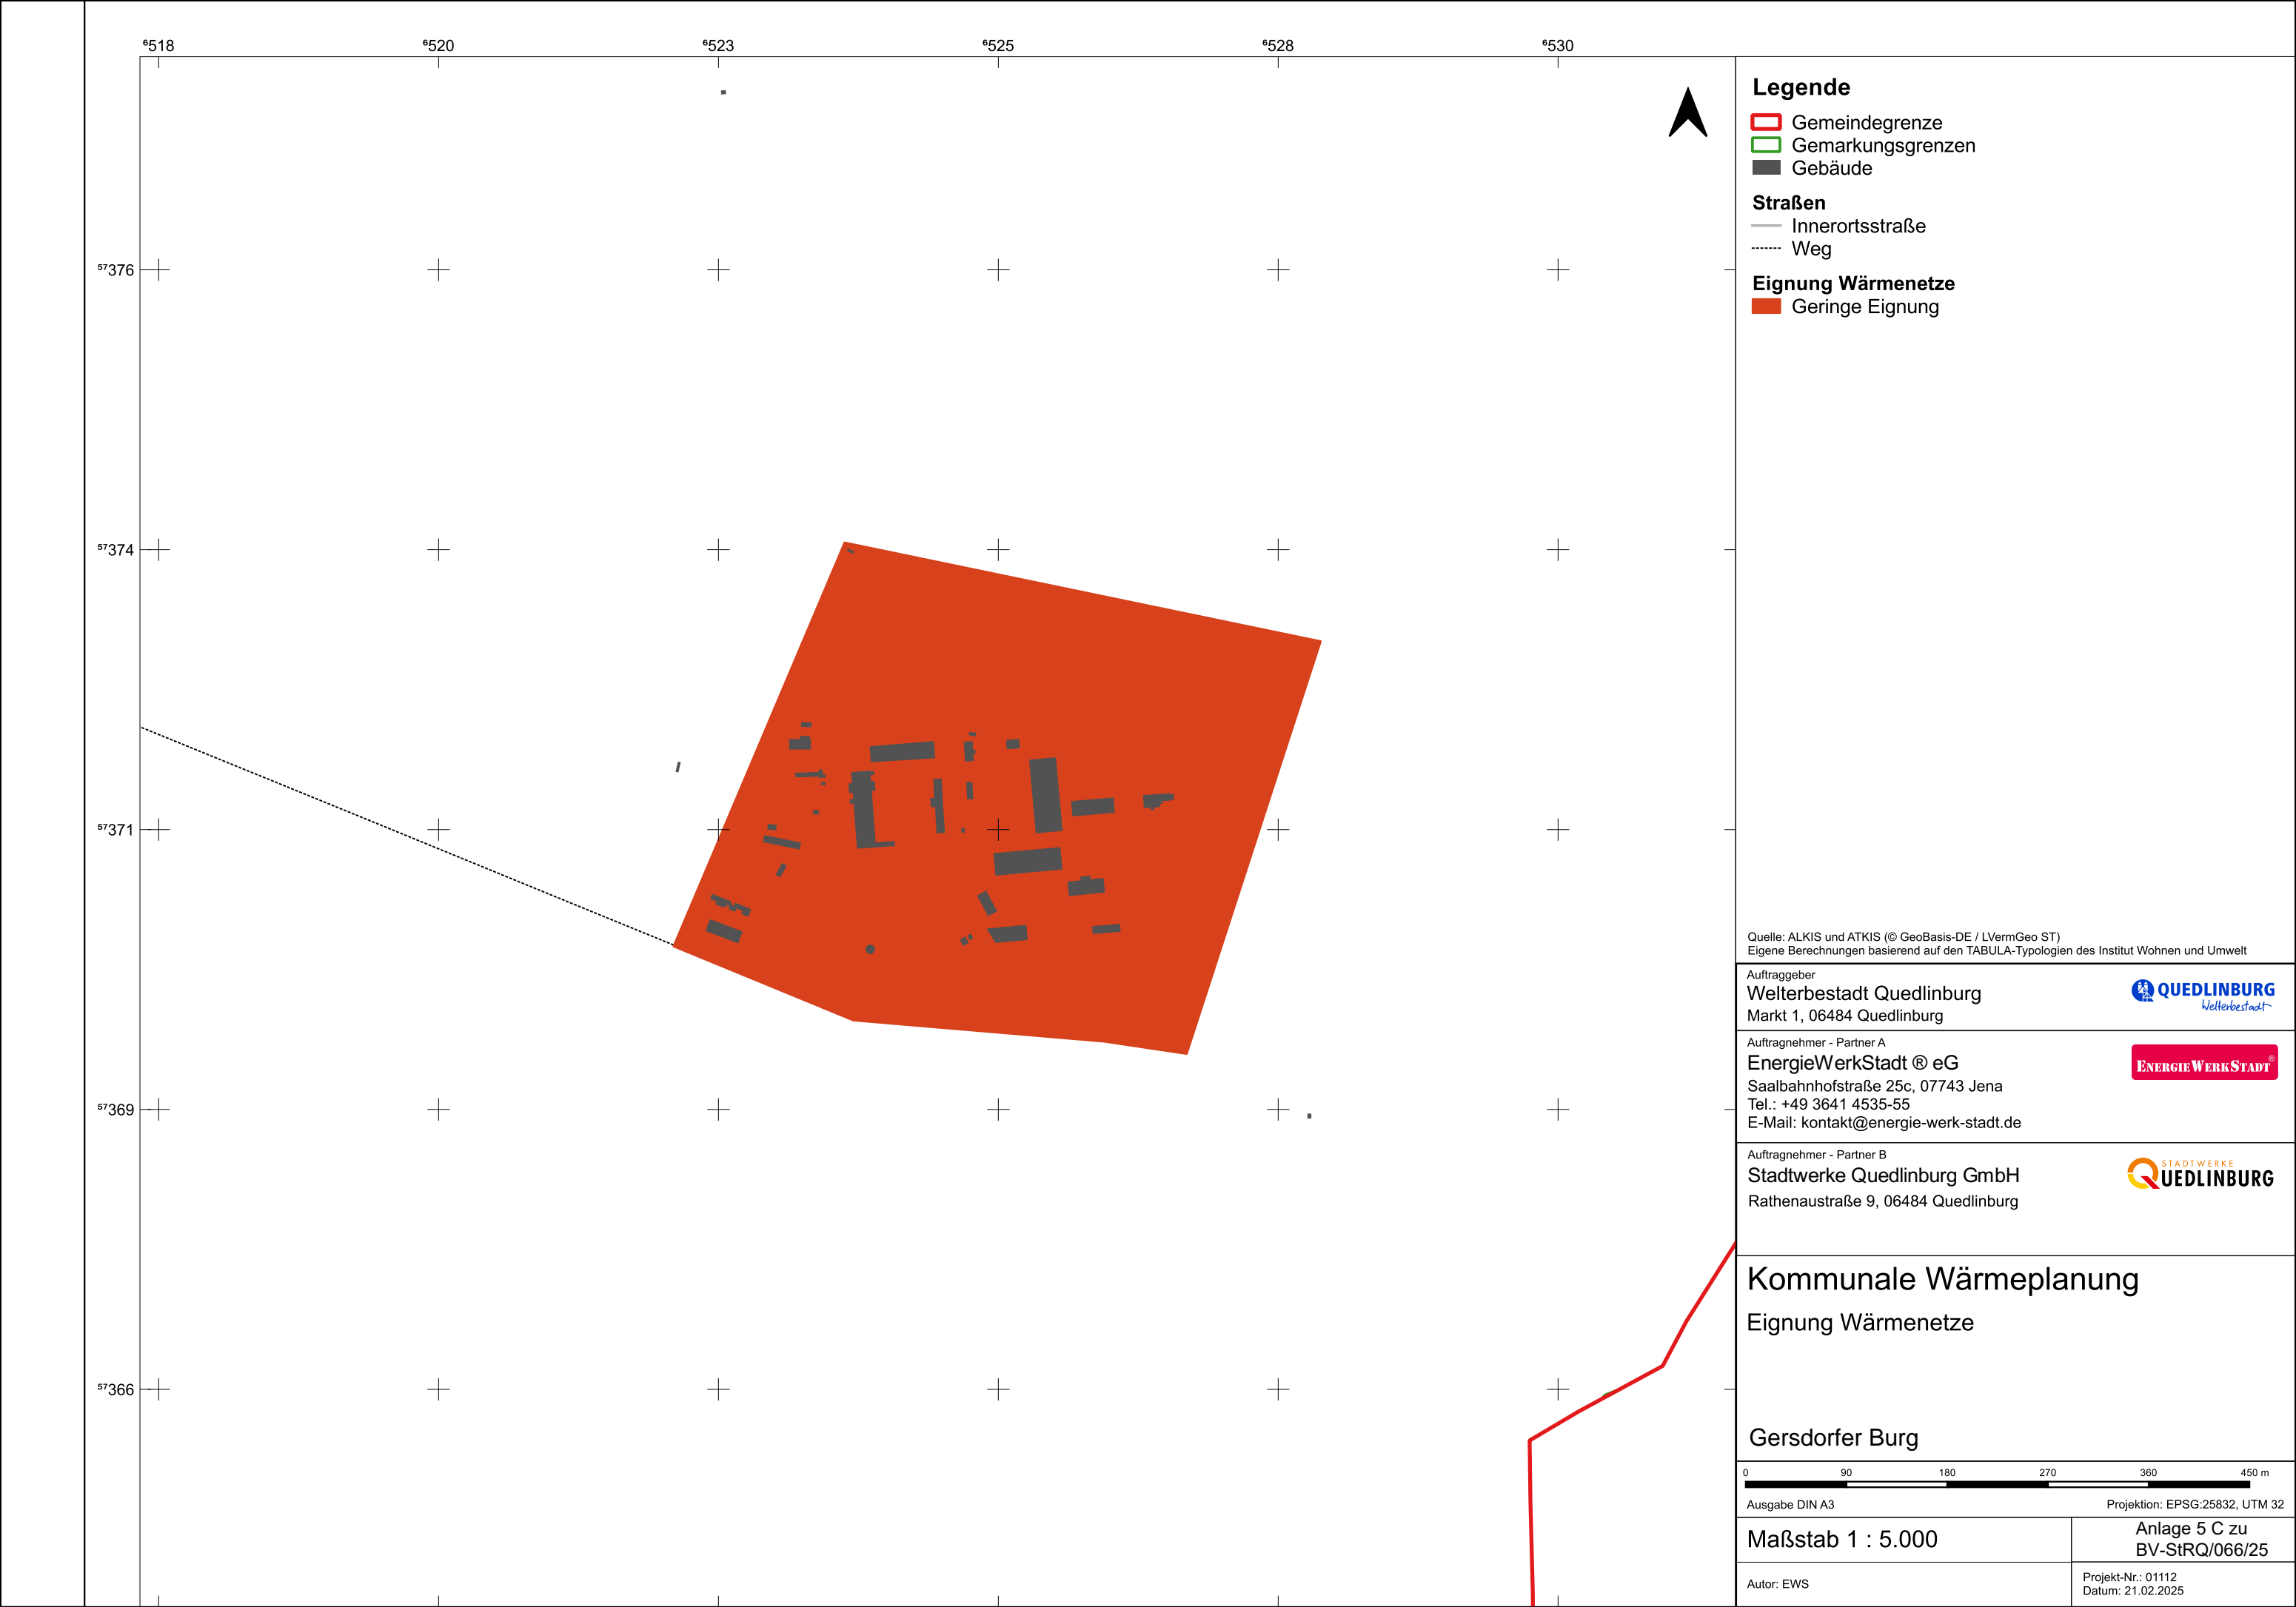 ⁶518 ⁶520 ⁶523 ⁶525 ⁶528 ⁶530
⁵⁷376
⁵⁷374
⁵⁷371
⁵⁷369
⁵⁷366
Legende
Gemeindegrenze
Gemarkungsgrenzen
Gebäude
Straßen
Innerortsstraße
Weg
Eignung Wärmenetze
Geringe Eignung
Quelle: ALKIS und ATKIS (© GeoBasis-DE / LVermGeo ST)
Eigene Berechnungen basierend auf den TABULA-Typologien des Institut Wohnen und Umwelt
Auftraggeber
Welterbestadt Quedlinburg
Markt 1, 06484 Quedlinburg
QUEDLINBURG
Welterbestadt
Auftragnehmer - Partner A
EnergieWerkStadt ® eG
Saalbahnhofstraße 25c, 07743 Jena
Tel.: +49 3641 4535-55
E-Mail: kontakt@energie-werk-stadt.de
ENERGIEWERKSTADT®
Auftragnehmer - Partner B
Stadtwerke Quedlinburg GmbH
Rathenaustraße 9, 06484 Quedlinburg
STADTWERKE
QUEDLINBURG
Kommunale Wärmeplanung
Eignung Wärmenetze
Gersdorfer Burg
0 90 180 270 360 450 m
Ausgabe DIN A3 Projektion: EPSG:25832, UTM 32
Maßstab 1 : 5.000
Anlage 5 C zu
BV-StRQ/066/25
Autor: EWS
Projekt-Nr.: 01112
Datum: 21.02.2025